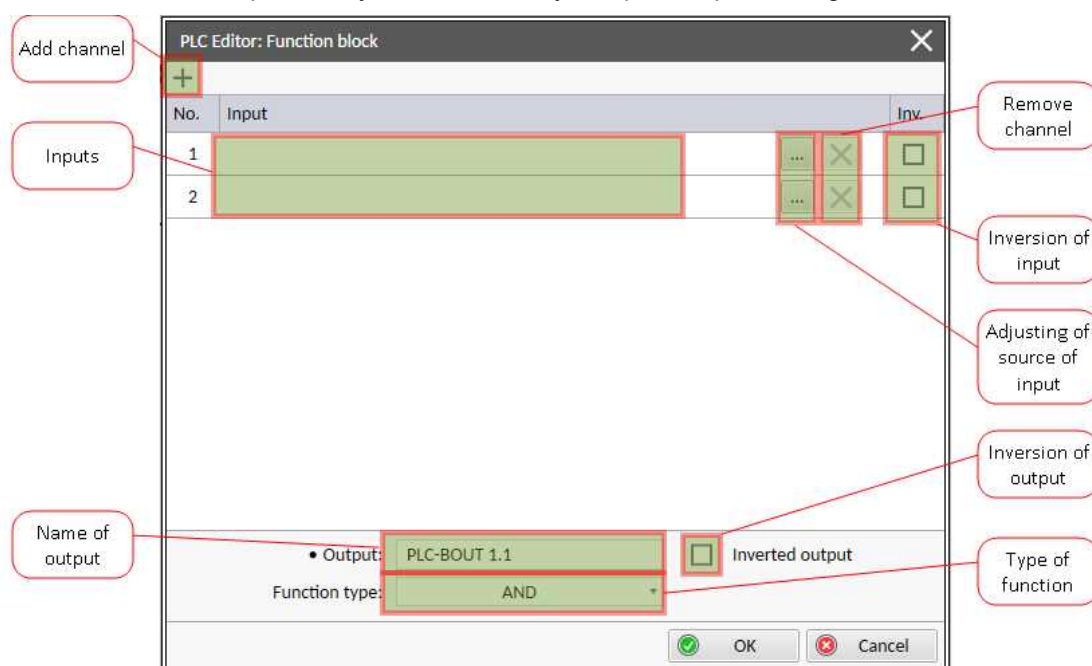 Add channel
PLC Editor: Function block
No. Input Inv.
Remove
channel
Inputs
1 ...
2 ...
Inversion of
input
Adjusting of
source of
input
Inversion of
output
Name of
output
• Output: PLC-BOUT 1.1 Inverted output
Function type: AND
Type of
function
OK Cancel